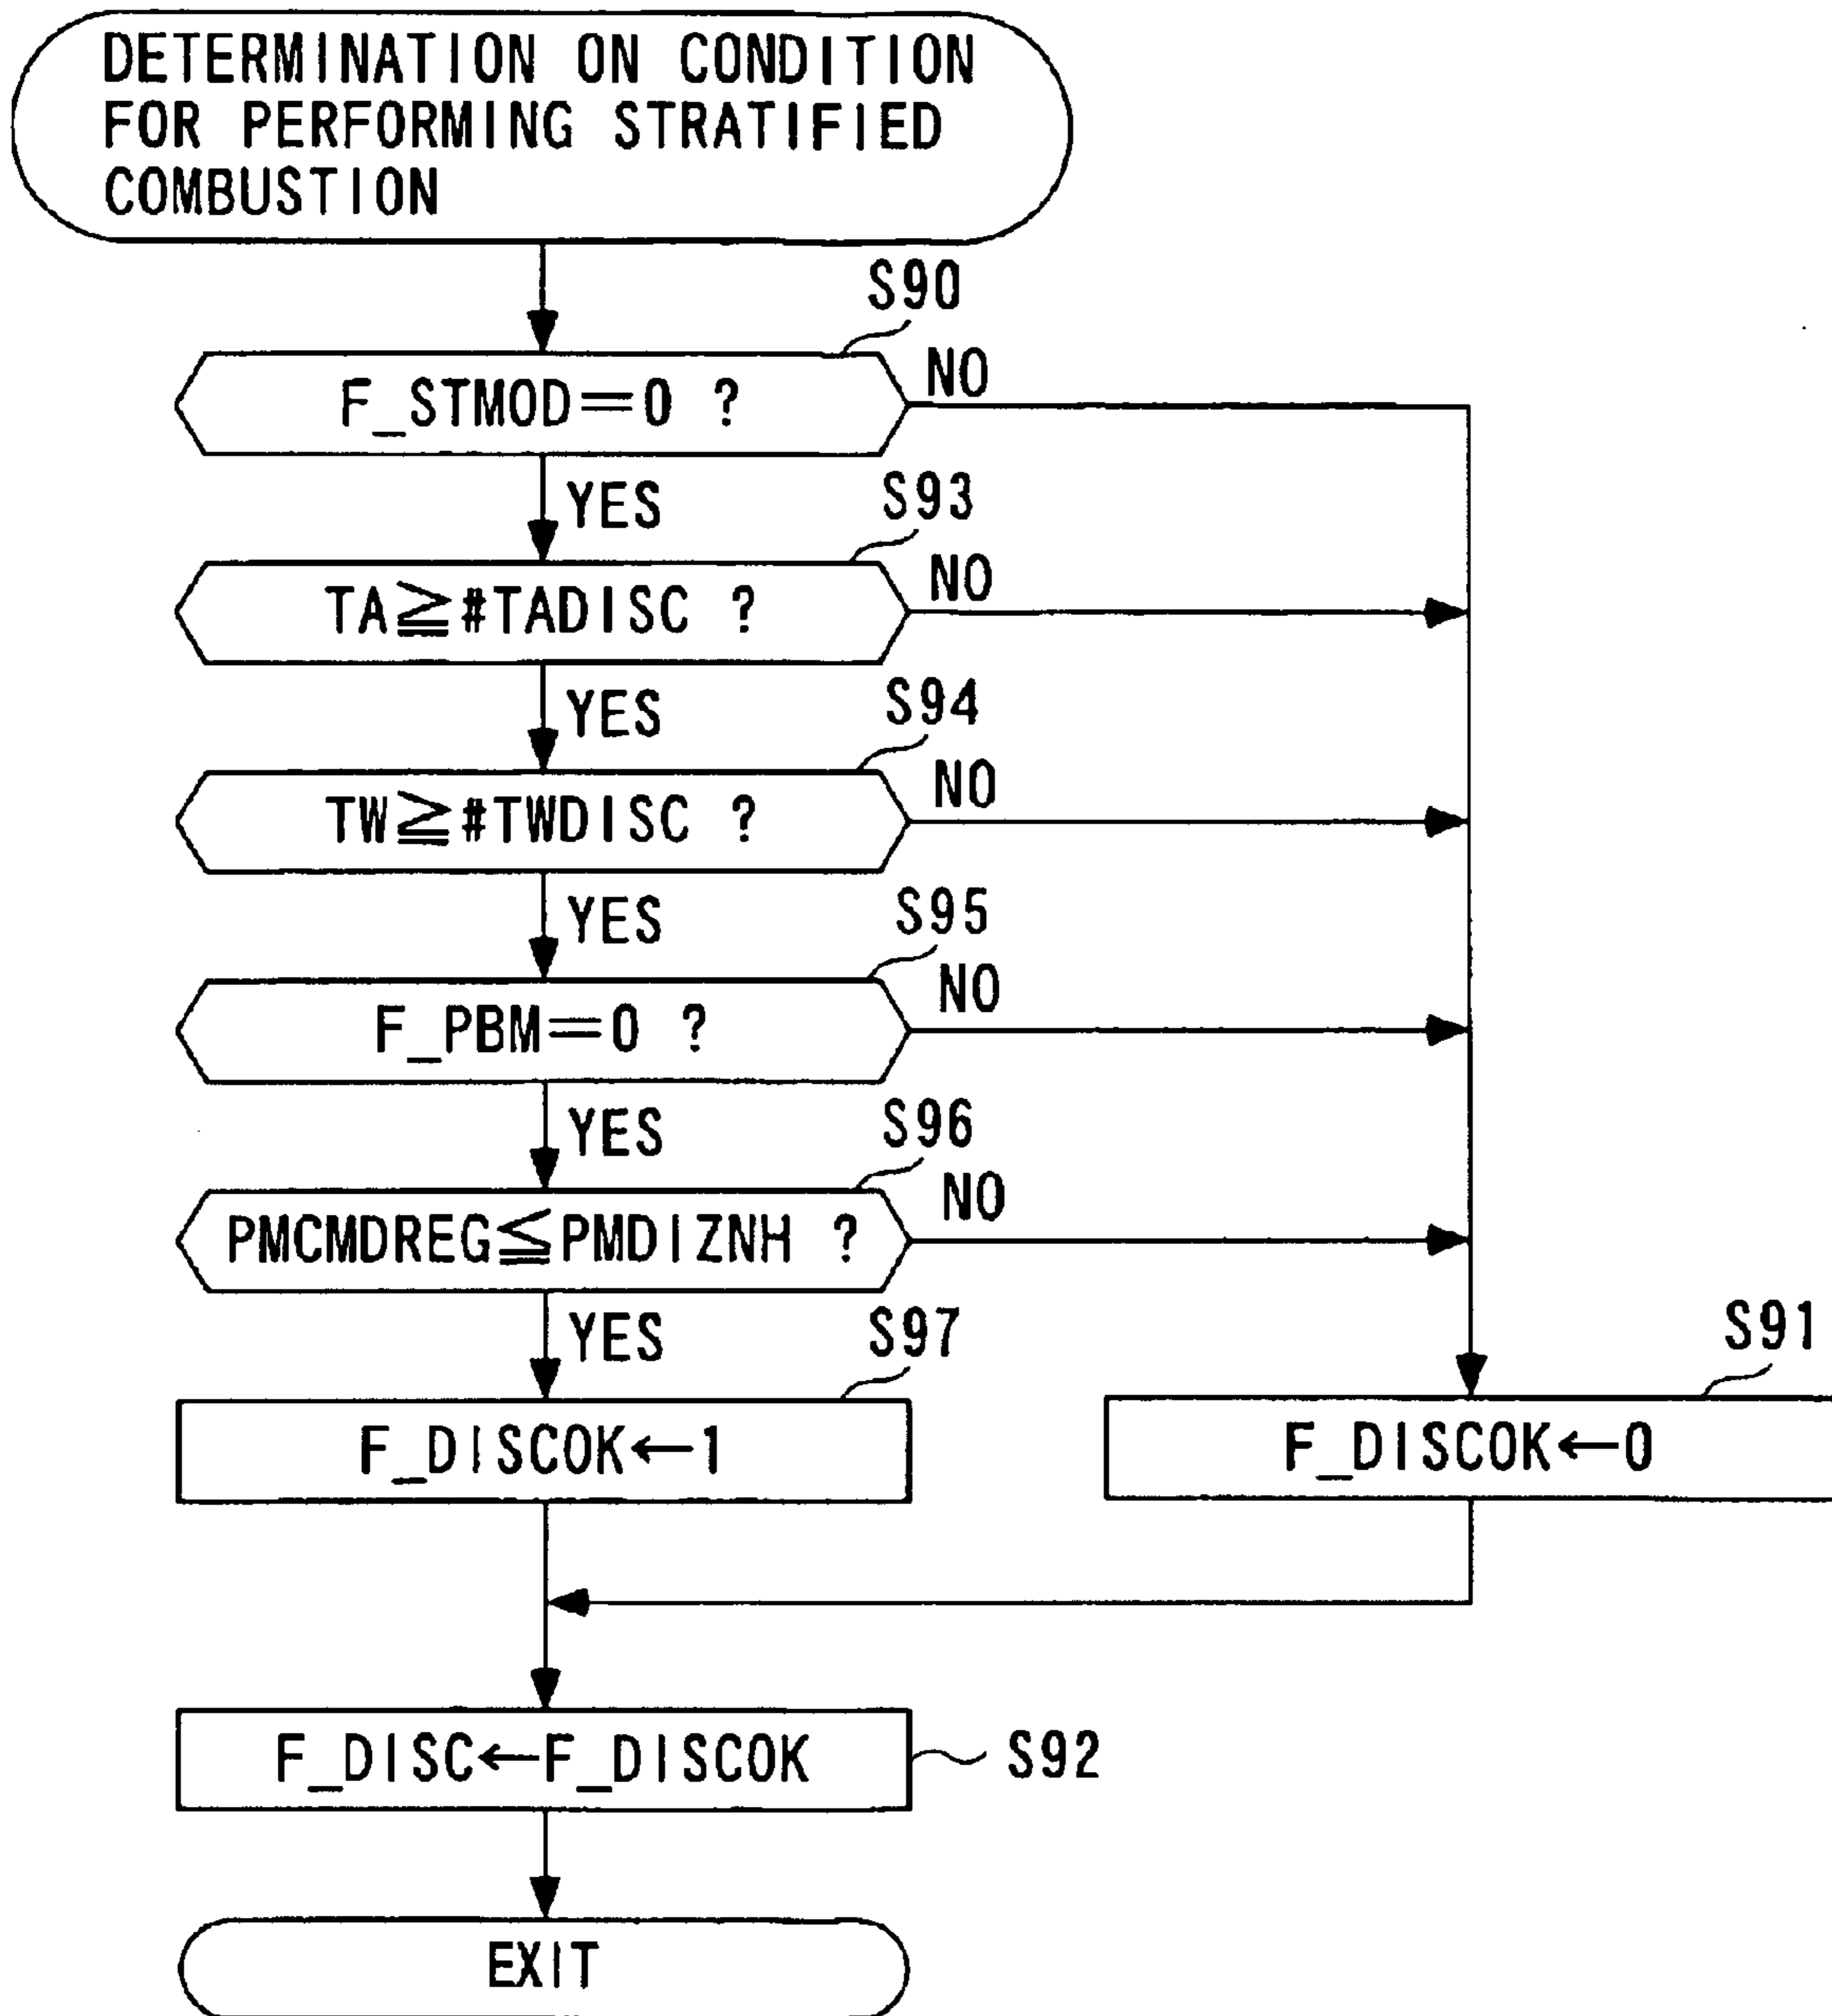 DETERMINATION ON CONDITION
FOR PERFORMING STRATIFIED
COMBUSTION
S90
F_STMOD=0 ?
NO
YES
S93
TA≧#TADISC ?
NO
YES
S94
TW≧#TWDISC ?
NO
YES
S95
F_PBM=0 ?
NO
YES
S96
PMCMDREG≦PMDIZNH ?
NO
YES
S97
S91
F_DISCOK←1
F_DISCOK←0
F_DISC←F_DISCOK
S92
EXIT